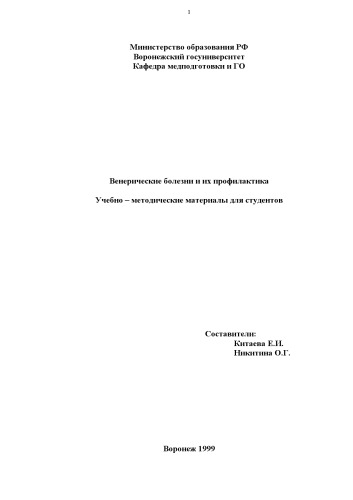 1
Министерство образования РФ
Воронежский госуниверситет
Кафедра медподготовки и ГО
Венерические болезни и их профилактика
Учебно – методические материалы для студентов
Составители:
Китаева Е.И.
Никитина О.Г.
Воронеж 1999